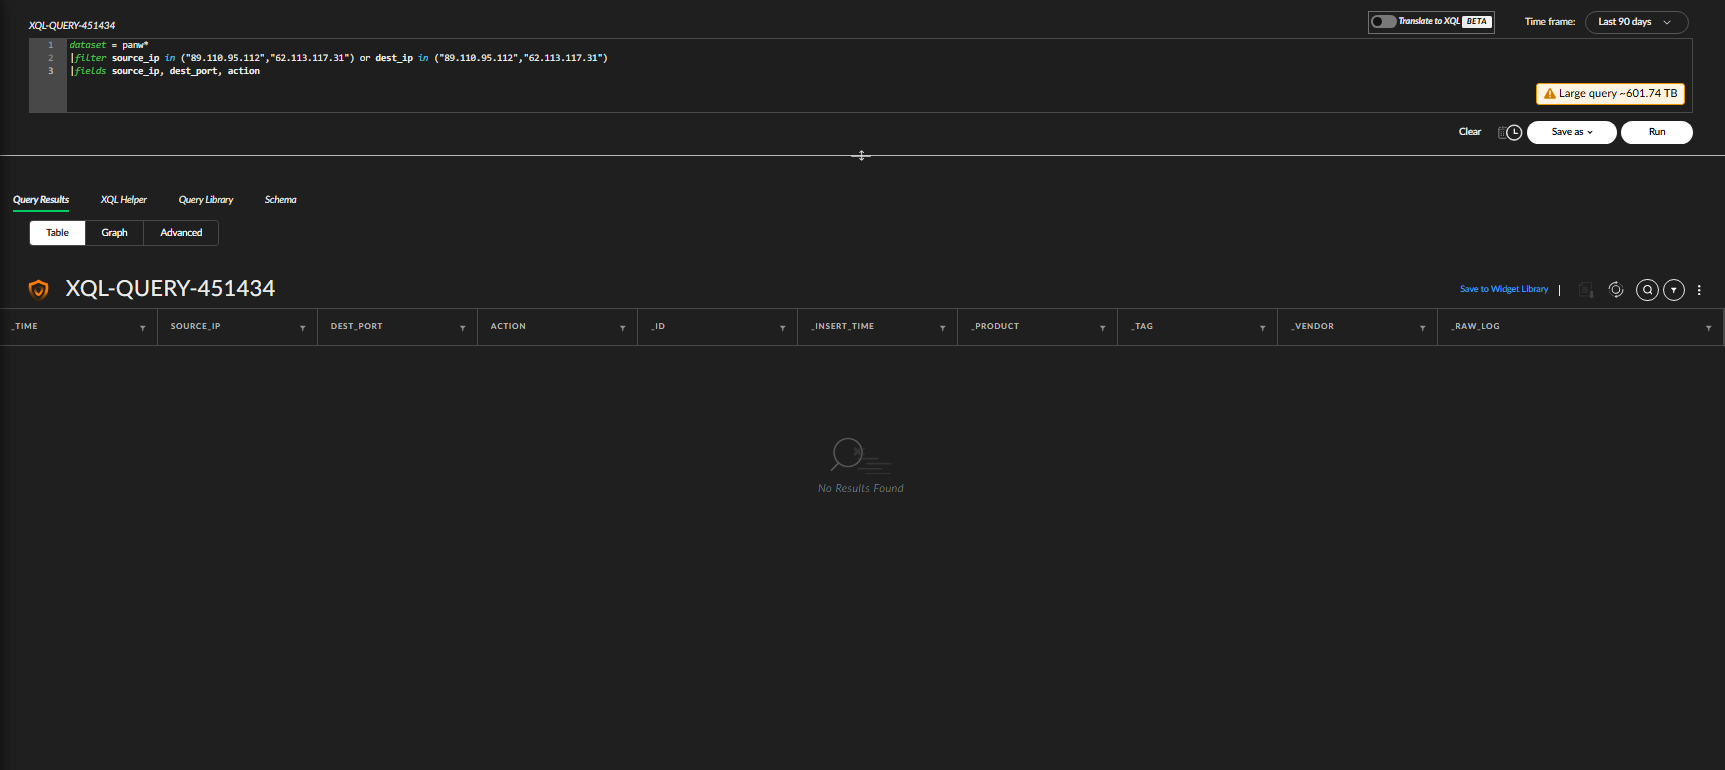 XQL-QUERY-451434
Translate to XQL BETA
Time frame: Last 90 days
1 dataset = panw*
2 |filter source_ip in ("89.110.95.112","62.113.117.31") or dest_ip in ("89.110.95.112","62.113.117.31")
3 |fields source_ip, dest_port, action
Large query ~601.74 TB
Clear Save as Run
Query Results XQL Helper Query Library Schema
Table Graph Advanced
XQL-QUERY-451434
Save to Widget Library
_TIME SOURCE_IP DEST_PORT ACTION _ID _INSERT_TIME _PRODUCT _TAG _VENDOR _RAW_LOG
No Results Found